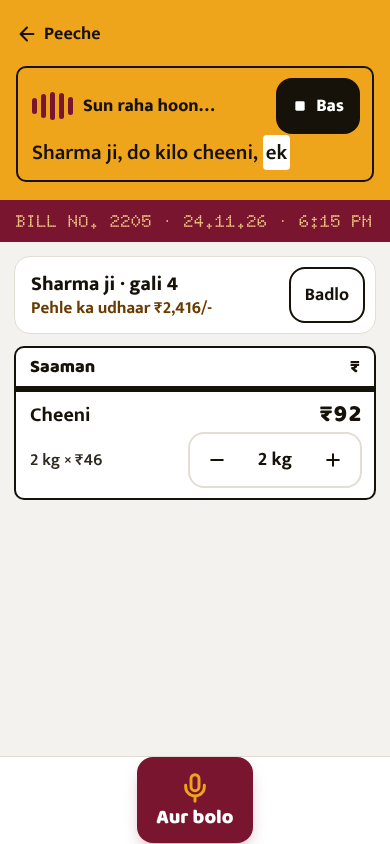 Peeche
Sun raha hoon…
Bas
Sharma ji, do kilo cheeni, ek
BILL NO. 2205 · 24.11.26 · 6:15 PM
Sharma ji · gali 4
Pehle ka udhaar ₹2,416/-
Badlo
Saaman ₹
Cheeni ₹92
2 kg × ₹46
− 2 kg +
Aur bolo